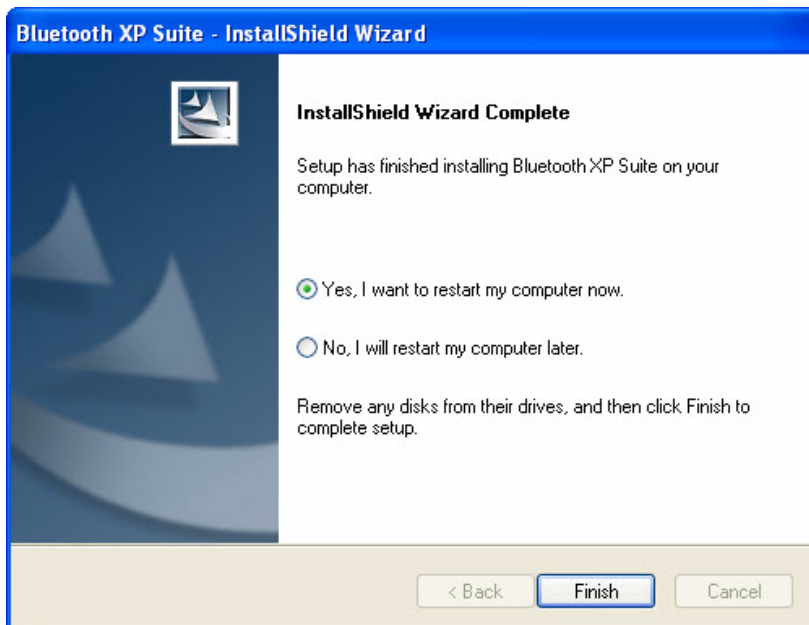 Bluetooth XP Suite - InstallShield Wizard
InstallShield Wizard Complete
Setup has finished installing Bluetooth XP Suite on your
computer.
Yes, I want to restart my computer now.
No, I will restart my computer later.
Remove any disks from their drives, and then click Finish to
complete setup.
< Back
Finish
Cancel